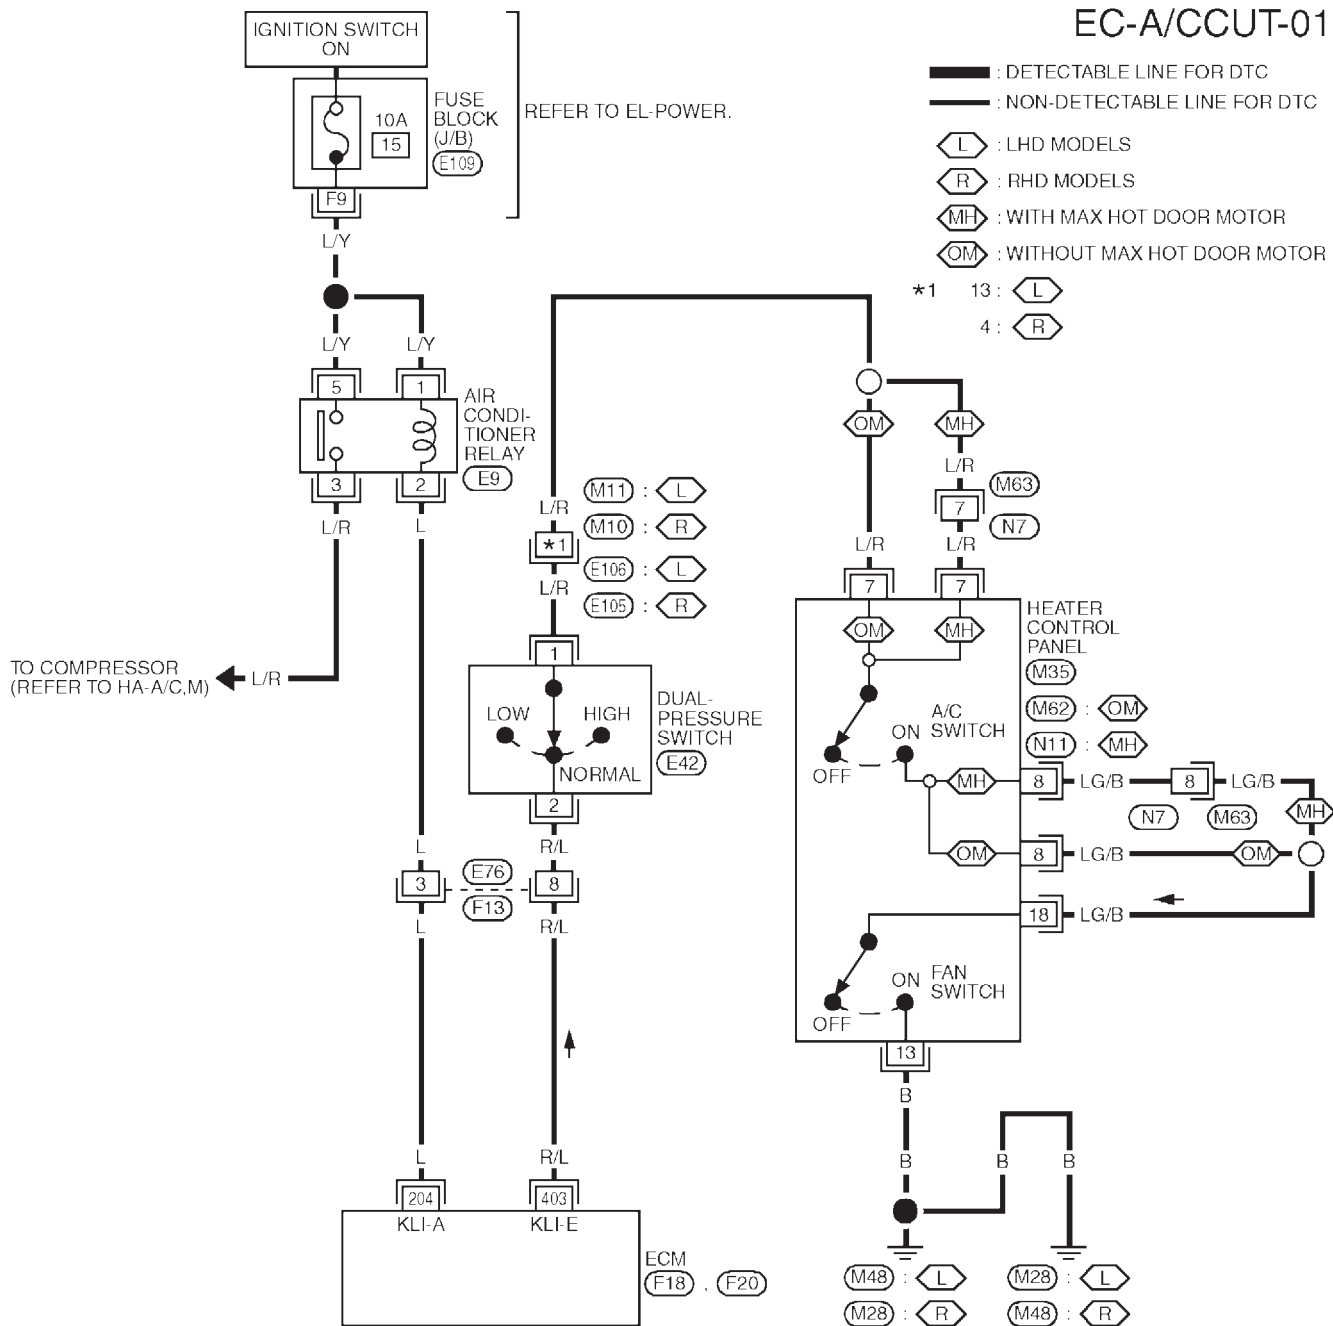 EC-A/CCUT-01
IGNITION SWITCH
ON
10A
15
FUSE
BLOCK
(J/B)
E109
REFER TO EL-POWER.
F9
: DETECTABLE LINE FOR DTC
: NON-DETECTABLE LINE FOR DTC
L : LHD MODELS
R : RHD MODELS
MH : WITH MAX HOT DOOR MOTOR
OM : WITHOUT MAX HOT DOOR MOTOR
*1 13 : L
4 : R
L/Y
L/Y L/Y
5 1
AIR
CONDI-
TIONER
RELAY
E9
3 2
L/R L
TO COMPRESSOR
(REFER TO HA-A/C,M)
L/R
L/R
*1
L/R
M11 : L
M10 : R
E106 : L
E105 : R
1
LOW HIGH
NORMAL
DUAL-
PRESSURE
SWITCH
E42
2
R/L
L
3
E76
F13
8
L
R/L
L R/L
204 403
KLI-A KLI-E
ECM
F18 , F20
OM MH
L/R
M63
7
N7
L/R L/R
7 7
OM MH
HEATER
CONTROL
PANEL
M35
M62 : OM
N11 : MH
A/C
SWITCH
ON
OFF
MH 8 LG/B 8 LG/B
N7 M63
MH
OM 8 LG/B OM
18 LG/B
ON
FAN
SWITCH
OFF
13
B
B B B
M48 : L
M28 : R
M28 : L
M48 : R